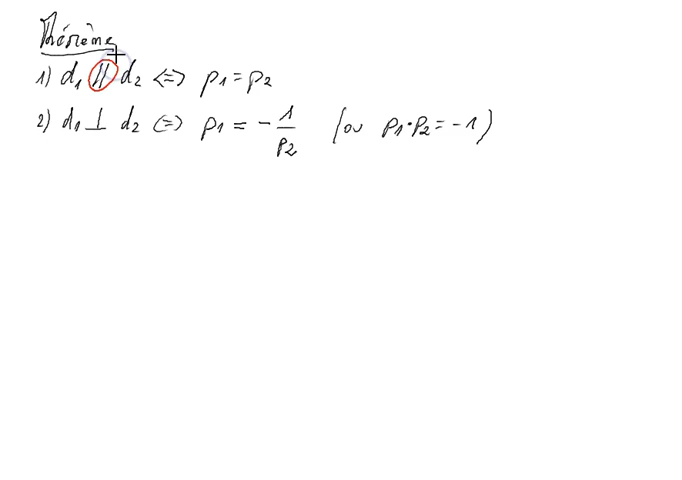 Théorème
1) d₁ // d₂ <=> p₁ = p₂
2) d₁ ⊥ d₂ <=> p₁ = - 1/p₂ (ou p₁·p₂ = -1)